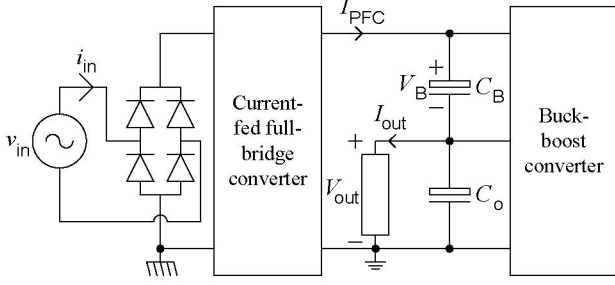 I_PFC
i_in
+
V_B
C_B
−
v_in
Current-
fed full-
bridge
converter
I_out
+
V_out
−
C_o
Buck-
boost
converter